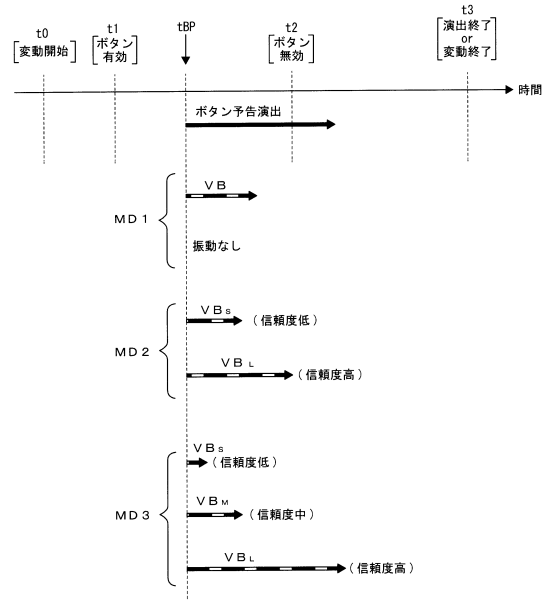 t0
[変動開始]
t1
[ボタン
有効]
tBP
t2
[ボタン
無効]
t3
[演出終了
or
変動終了]
時間
ボタン予告演出
MD1
VB
振動なし
MD2
VBS (信頼度低)
VBL (信頼度高)
MD3
VBS (信頼度低)
VBM (信頼度中)
VBL (信頼度高)